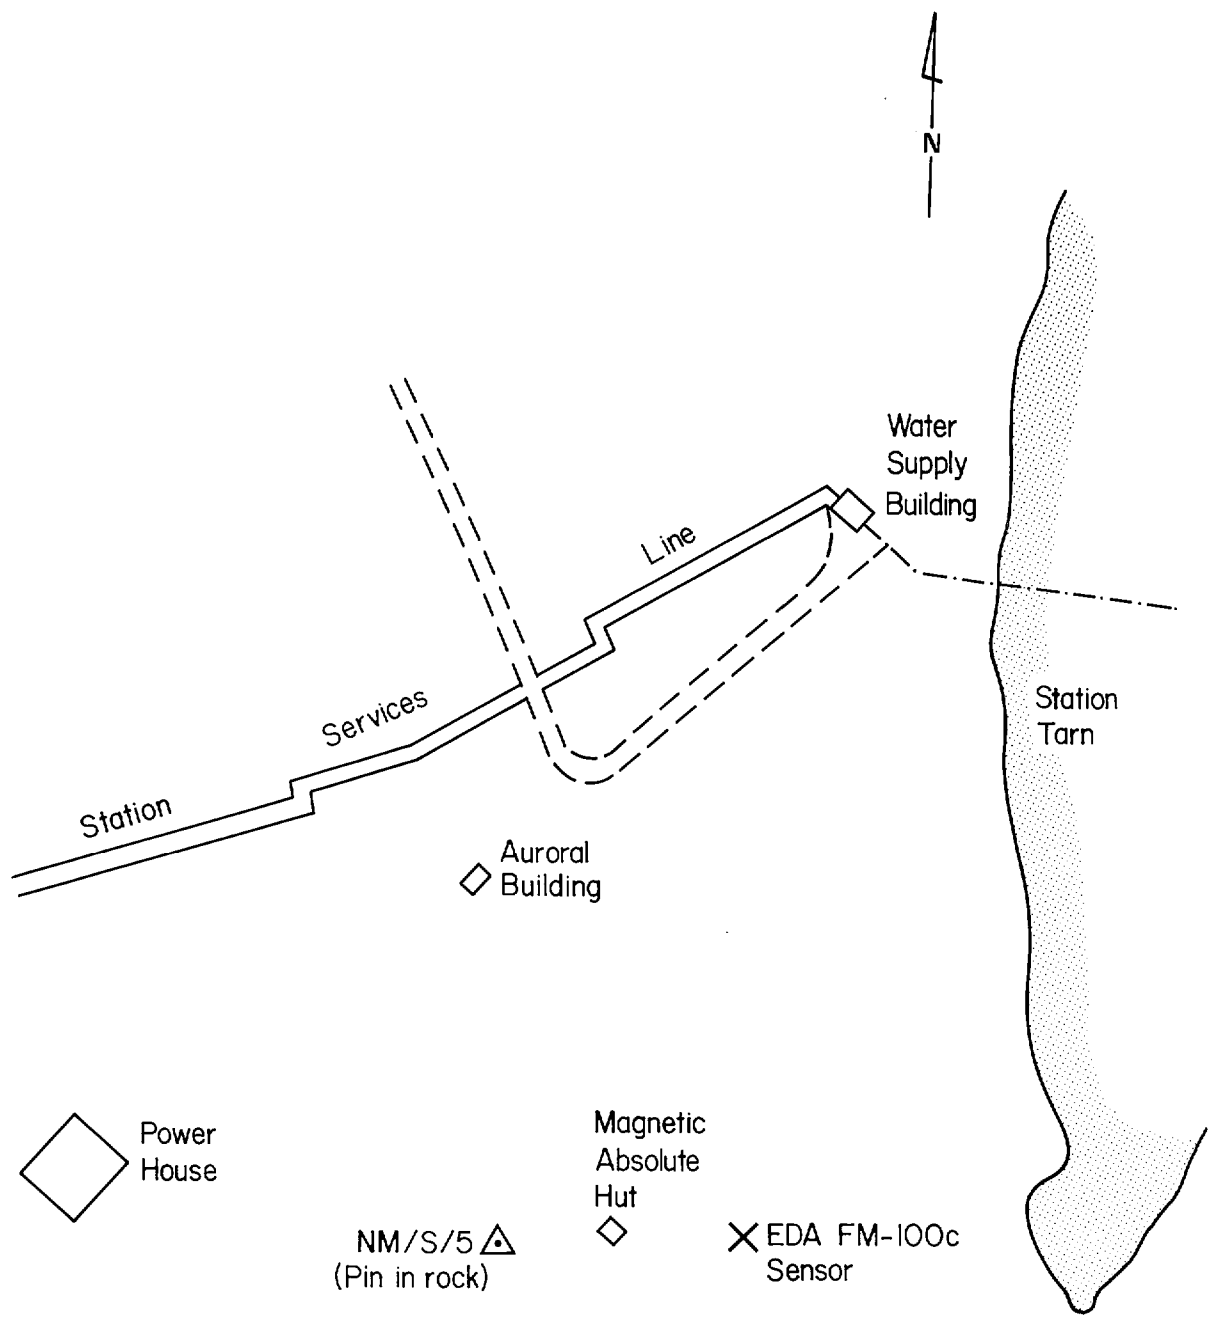 N
Water
Supply
Building
Line
Services
Station
Station
Tarn
Auroral
Building
Power
House
Magnetic
Absolute
Hut
NM/S/5
(Pin in rock)
EDA FM-100c
Sensor